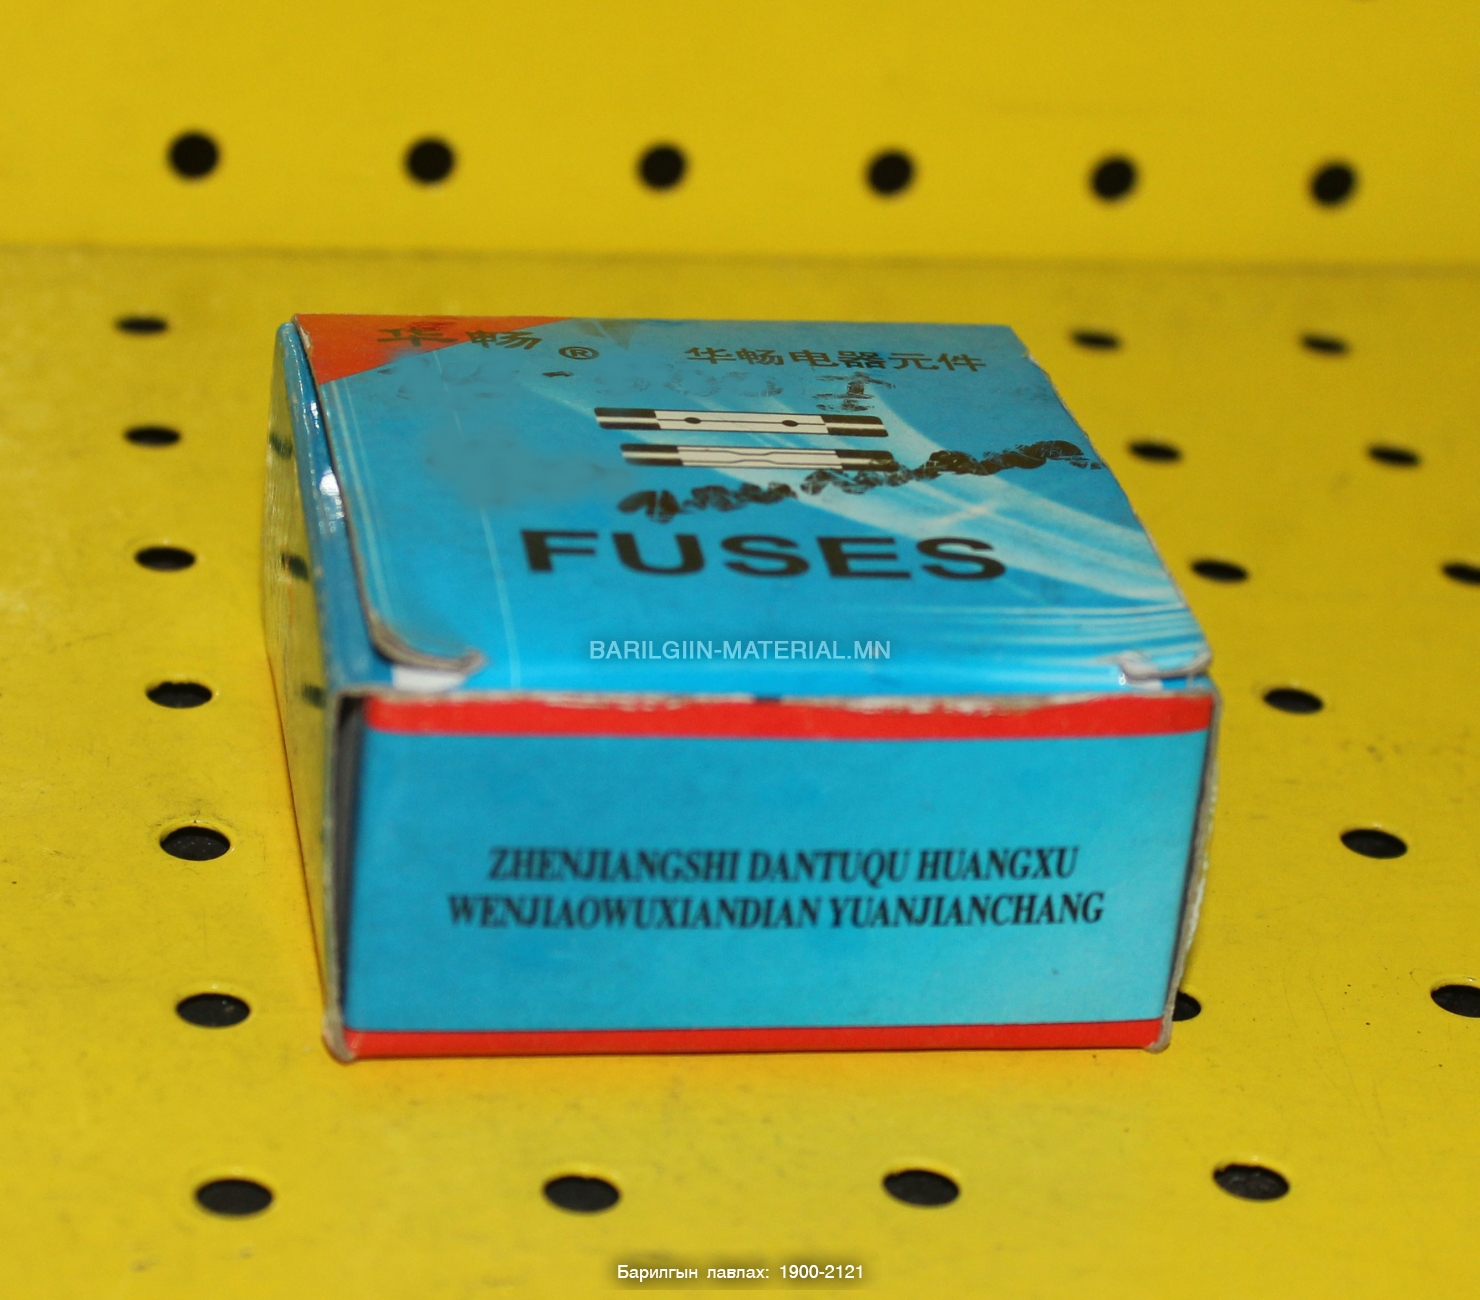 华畅 ®
华畅电器元件
FUSES
BARILGIIN-MATERIAL.MN
ZHENJIANGSHI DANTUQU HUANGXU
WENJIAOWUXIANDIAN YUANJIANCHANG
Барилгын лавлах: 1900-2121